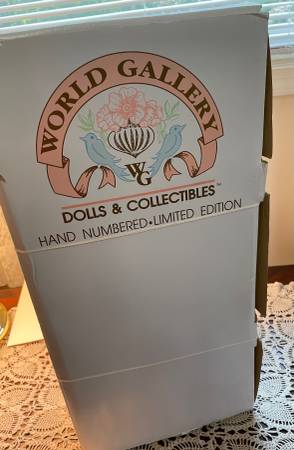 WORLD GALLERY
WG
DOLLS & COLLECTIBLES™
HAND NUMBERED•LIMITED EDITION